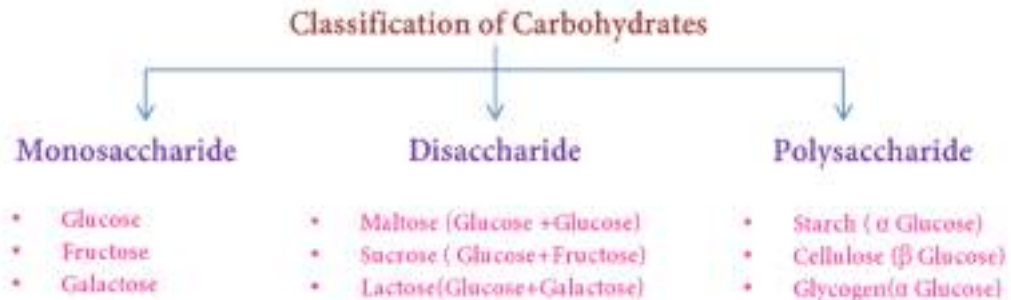 Classification of Carbohydrates
Monosaccharide
Disaccharide
Polysaccharide
• Glucose
• Fructose
• Galactose
• Maltose (Glucose +Glucose)
• Sucrose ( Glucose+Fructose)
• Lactose(Glucose+Galactose)
• Starch ( α Glucose)
• Cellulose (β Glucose)
• Glycogen(α Glucose)